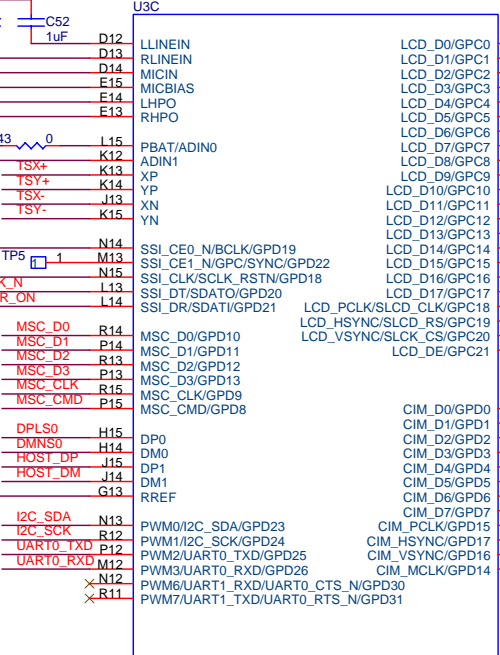 U3C
C52
1uF
D12 LLINEIN LCD_D0/GPC0
D13 RLINEIN LCD_D1/GPC1
D14 MICIN LCD_D2/GPC2
E15 MICBIAS LCD_D3/GPC3
E14 LHPO LCD_D4/GPC4
E13 RHPO LCD_D5/GPC5
LCD_D6/GPC6
43 0 L15 PBAT/ADIN0 LCD_D7/GPC7
K12 ADIN1 LCD_D8/GPC8
TSX+ K13 XP LCD_D9/GPC9
TSY+ K14 YP LCD_D10/GPC10
TSX- J13 XN LCD_D11/GPC11
TSY- K15 YN LCD_D12/GPC12
LCD_D13/GPC13
N14 SSI_CE0_N/BCLK/GPD19 LCD_D14/GPC14
TP5 1 1 M13 SSI_CE1_N/GPC/SYNC/GPD22 LCD_D15/GPC15
K_N N15 SSI_CLK/SCLK_RSTN/GPD18 LCD_D16/GPC16
R_ON L13 SSI_DT/SDATO/GPD20 LCD_D17/GPC17
L14 SSI_DR/SDATI/GPD21 LCD_PCLK/SLCD_CLK/GPC18
LCD_HSYNC/SLCD_RS/GPC19
MSC_D0 R14 MSC_D0/GPD10 LCD_VSYNC/SLCK_CS/GPC20
MSC_D1 P14 MSC_D1/GPD11 LCD_DE/GPC21
MSC_D2 R13 MSC_D2/GPD12
MSC_D3 P13 MSC_D3/GPD13
MSC_CLK R15 MSC_CLK/GPD9
MSC_CMD P15 MSC_CMD/GPD8 CIM_D0/GPD0
CIM_D1/GPD1
DPLS0 H15 DP0 CIM_D2/GPD2
DMNS0 H14 DM0 CIM_D3/GPD3
HOST_DP J15 DP1 CIM_D4/GPD4
HOST_DM J14 DM1 CIM_D5/GPD5
G13 RREF CIM_D6/GPD6
CIM_D7/GPD7
I2C_SDA N13 PWM0/I2C_SDA/GPD23 CIM_PCLK/GPD15
I2C_SCK R12 PWM1/I2C_SCK/GPD24 CIM_HSYNC/GPD17
UART0_TXD P12 PWM2/UART0_TXD/GPD25 CIM_VSYNC/GPD16
UART0_RXD M12 PWM3/UART0_RXD/GPD26 CIM_MCLK/GPD14
N12 PWM6/UART1_RXD/UART0_CTS_N/GPD30
R11 PWM7/UART1_TXD/UART0_RTS_N/GPD31